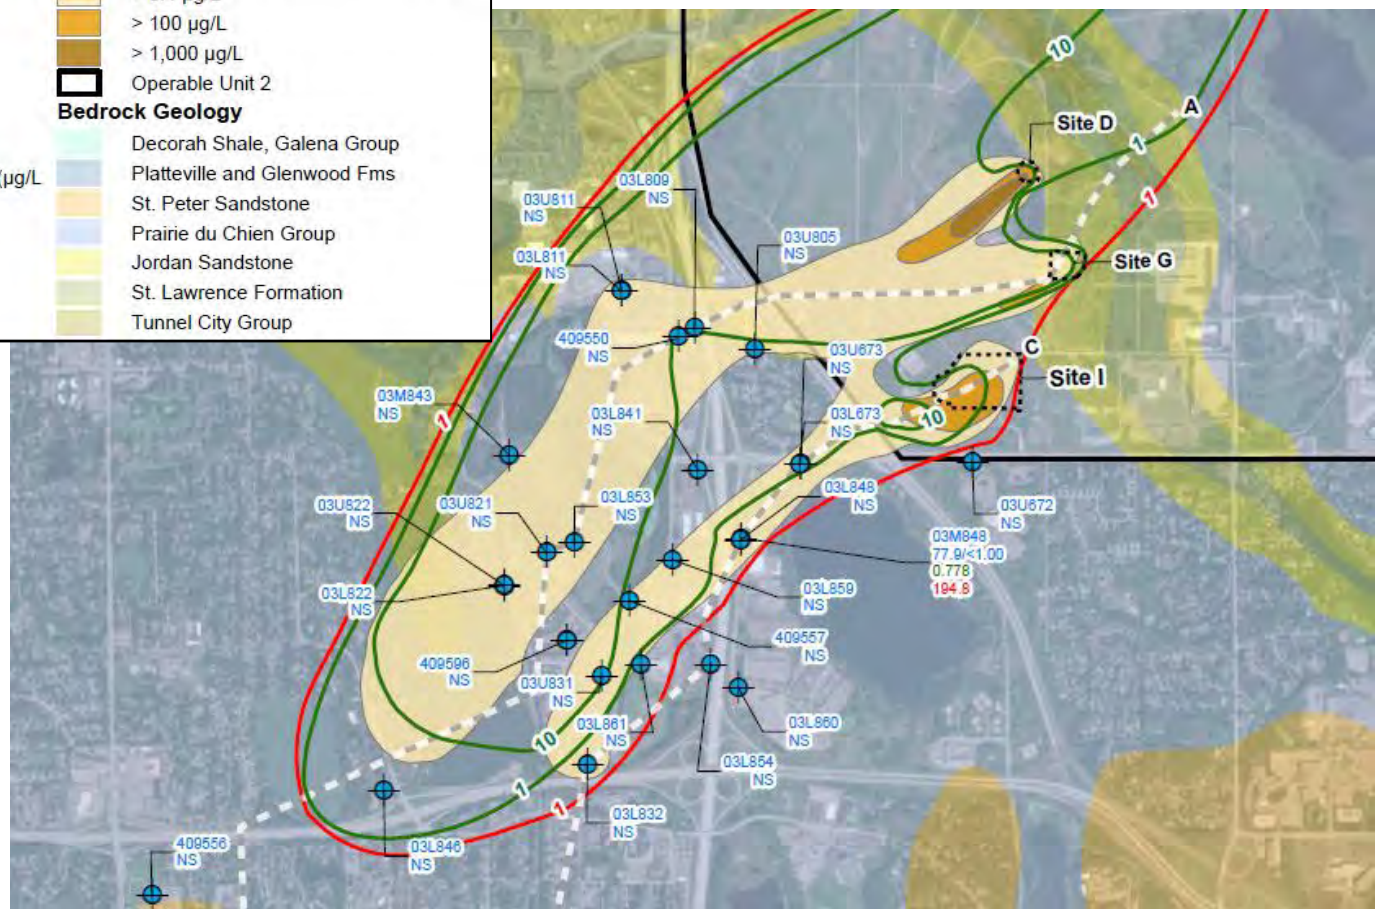 > 100 µg/L
> 1,000 µg/L
Operable Unit 2
Bedrock Geology
Decorah Shale, Galena Group
(µg/L
Platteville and Glenwood Fms
St. Peter Sandstone
Prairie du Chien Group
Jordan Sandstone
St. Lawrence Formation
Tunnel City Group
10
A
Site D
1
03L809
NS
03U811
NS
1
03U805
NS
03L811
NS
Site G
409550
NS
03U673
NS
C
Site I
03M843
NS
1
03L841
NS
03L673
NS
10
03U822
NS
03U821
NS
03L853
NS
03L848
NS
03U672
NS
03M848
77.9/<1.00
0.778
194.8
03L822
NS
03L859
NS
409557
NS
409596
NS
03U831
NS
03L861
NS
10
03L860
NS
03L854
NS
1
1
03L832
NS
409556
NS
03L846
NS